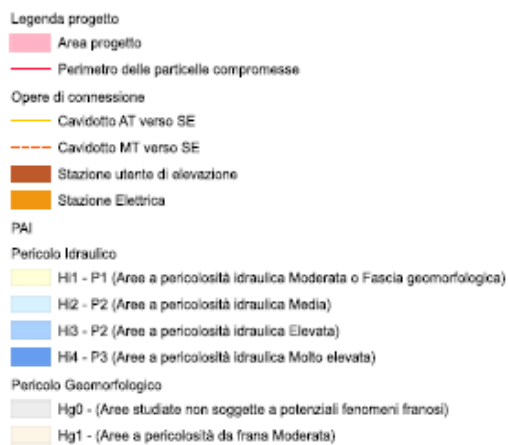 Legenda progetto
Area progetto
Perimetro delle particelle compromesse
Opere di connessione
Cavidotto AT verso SE
Cavidotto MT verso SE
Stazione utente di elevazione
Stazione Elettrica
PAI
Pericolo Idraulico
Hi1 - P1 (Aree a pericolosità idraulica Moderata o Fascia geomorfologica)
Hi2 - P2 (Aree a pericolosità idraulica Media)
Hi3 - P2 (Aree a pericolosità idraulica Elevata)
Hi4 - P3 (Aree a pericolosità idraulica Molto elevata)
Pericolo Geomorfologico
Hg0 - (Aree studiate non soggette a potenziali fenomeni franosi)
Hg1 - (Aree a pericolosità da frana Moderata)